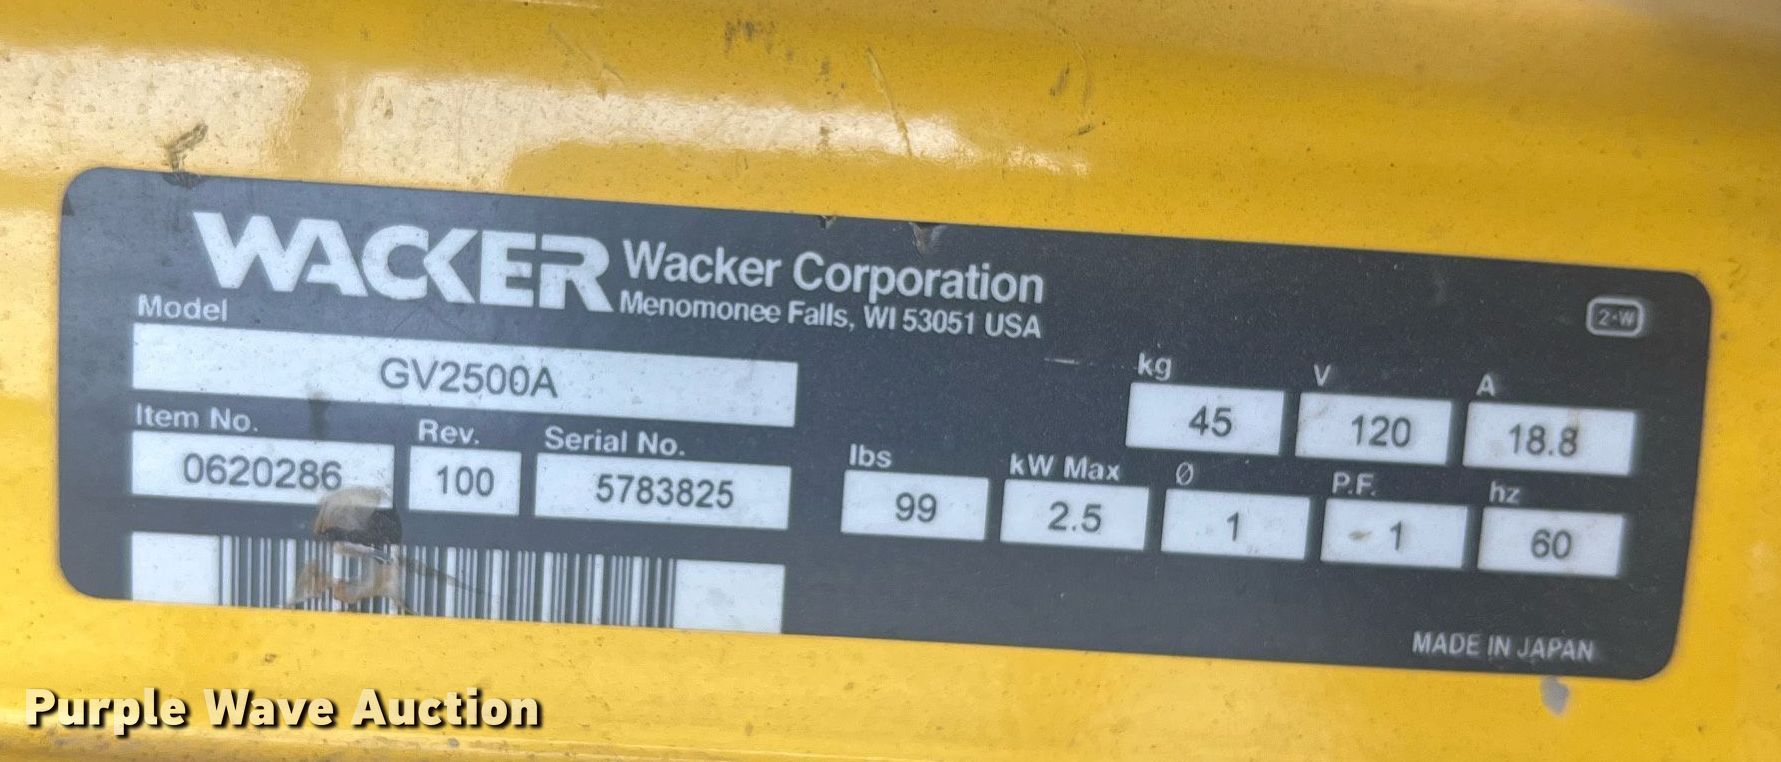 WACKER Wacker Corporation
Menomonee Falls, WI 53051 USA
2-W
Model
GV2500A
kg V A
45 120 18.8
Item No. Rev. Serial No.
0620286 100 5783825
lbs kW Max Ø P.F. hz
99 2.5 1 1 60
MADE IN JAPAN
Purple Wave Auction